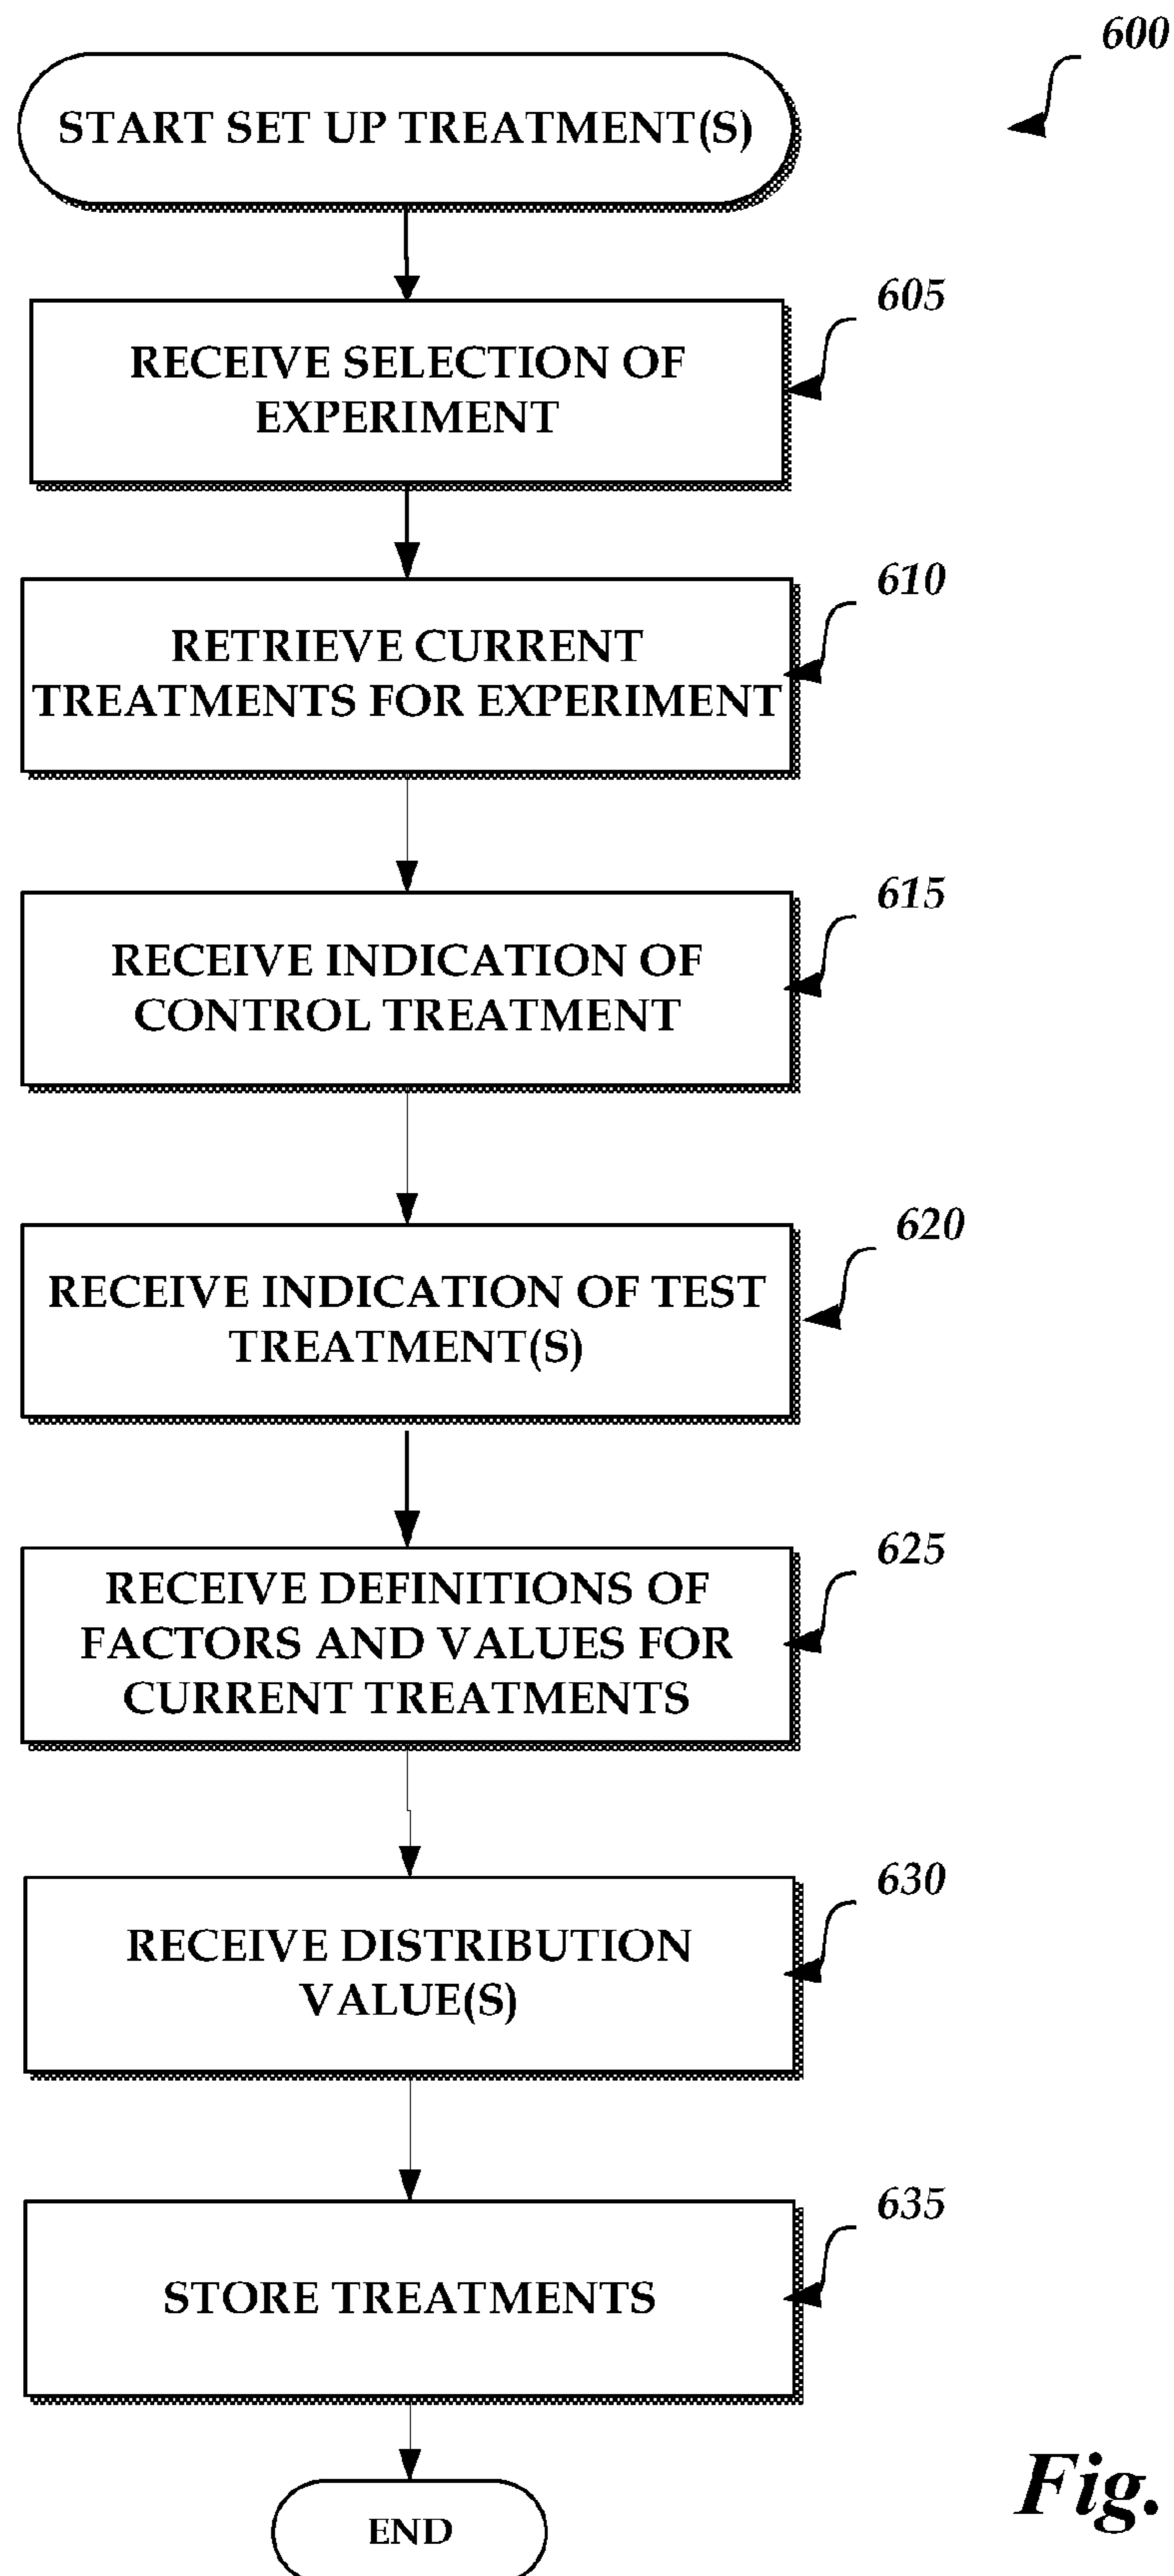 600
START SET UP TREATMENT(S)
605
RECEIVE SELECTION OF
EXPERIMENT
610
RETRIEVE CURRENT
TREATMENTS FOR EXPERIMENT
615
RECEIVE INDICATION OF
CONTROL TREATMENT
620
RECEIVE INDICATION OF TEST
TREATMENT(S)
625
RECEIVE DEFINITIONS OF
FACTORS AND VALUES FOR
CURRENT TREATMENTS
630
RECEIVE DISTRIBUTION
VALUE(S)
635
STORE TREATMENTS
Fig.
END